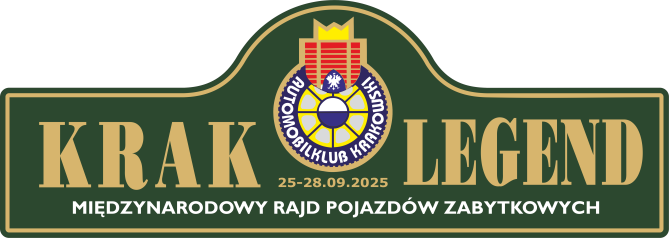 AUTOMOBILKLUB KRAKOWSKI
KRAK LEGEND
25-28.09.2025
MIĘDZYNARODOWY RAJD POJAZDÓW ZABYTKOWYCH